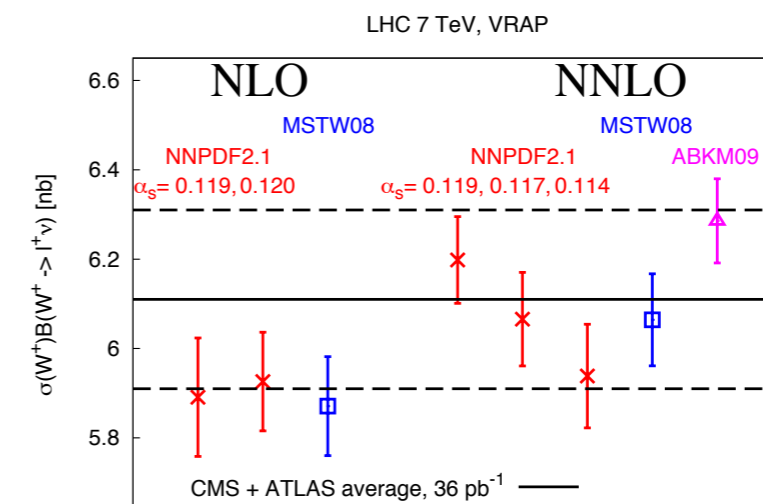 LHC 7 TeV, VRAP
NLO NNLO
MSTW08 MSTW08
NNPDF2.1 NNPDF2.1 ABKM09
αs= 0.119, 0.120 αs= 0.119, 0.117, 0.114
σ(W⁺)B(W⁺ -> l⁺ν) [nb]
6.6
6.4
6.2
6
5.8
CMS + ATLAS average, 36 pb⁻¹